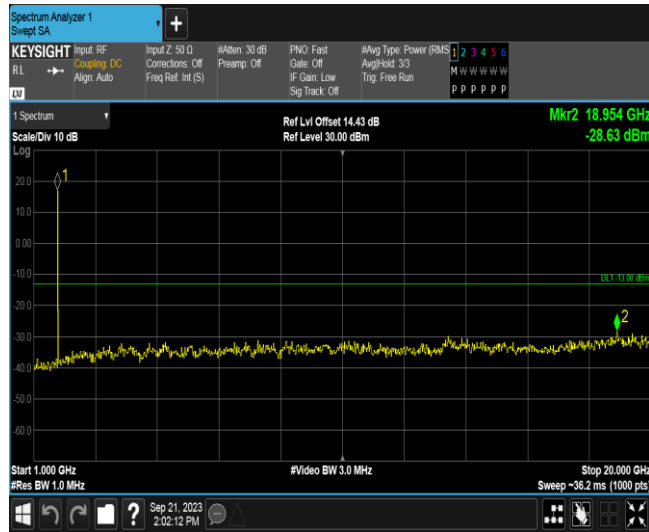 Spectrum Analyzer 1
Swept SA
+
KEYSIGHT Input: RF Input Z: 50 Ω #Atten: 30 dB PNO: Fast #Avg Type: Power (RMS 1 2 3 4 5 6
RL Coupling: DC Corrections: Off Preamp: Off Gate: Off Avg|Hold: 3/3 M W W W W W
Align: Auto Freq Ref: Int (S) IF Gain: Low Trig: Free Run
LXI Sig Track: Off P P P P P P
1 Spectrum Ref Lvl Offset 14.43 dB Mkr2 18.954 GHz
Scale/Div 10 dB Ref Level 30.00 dBm -28.63 dBm
Log
1
20.0
10.0
0.00
-10.0
DL1 -13.00 dBm
-20.0
2
-30.0
-40.0
-50.0
-60.0
Start 1.000 GHz #Video BW 3.0 MHz Stop 20.000 GHz
#Res BW 1.0 MHz Sweep ~36.2 ms (1000 pts)
? Sep 21, 2023
2:02:12 PM